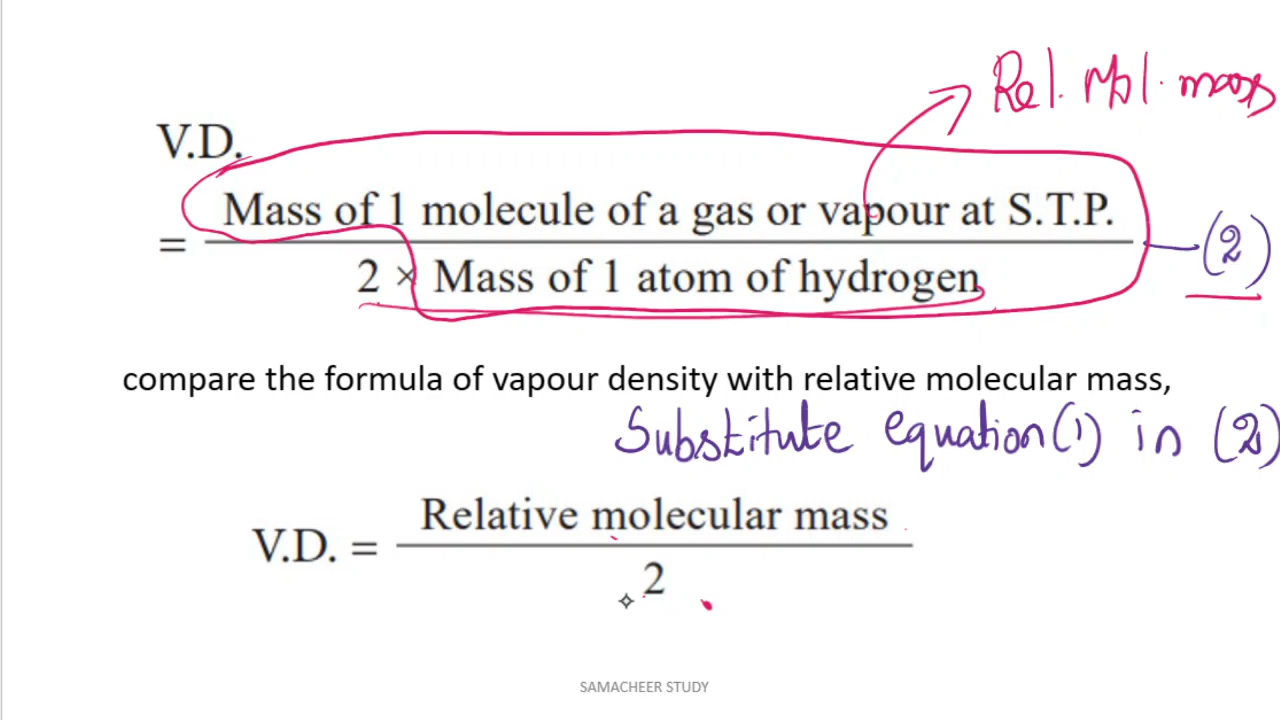 Rel. Mol. mass
V.D.
= Mass of 1 molecule of a gas or vapour at S.T.P.
2 × Mass of 1 atom of hydrogen
(2)
compare the formula of vapour density with relative molecular mass,
Substitute equation(1) in (2)
V.D. = Relative molecular mass
2
SAMACHEER STUDY